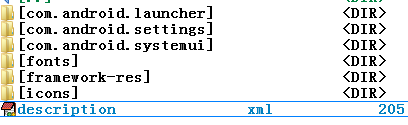 [com.android.launcher] <DIR>
[com.android.settings] <DIR>
[com.android.systemui] <DIR>
[fonts] <DIR>
[framework-res] <DIR>
[icons] <DIR>
description xml 205